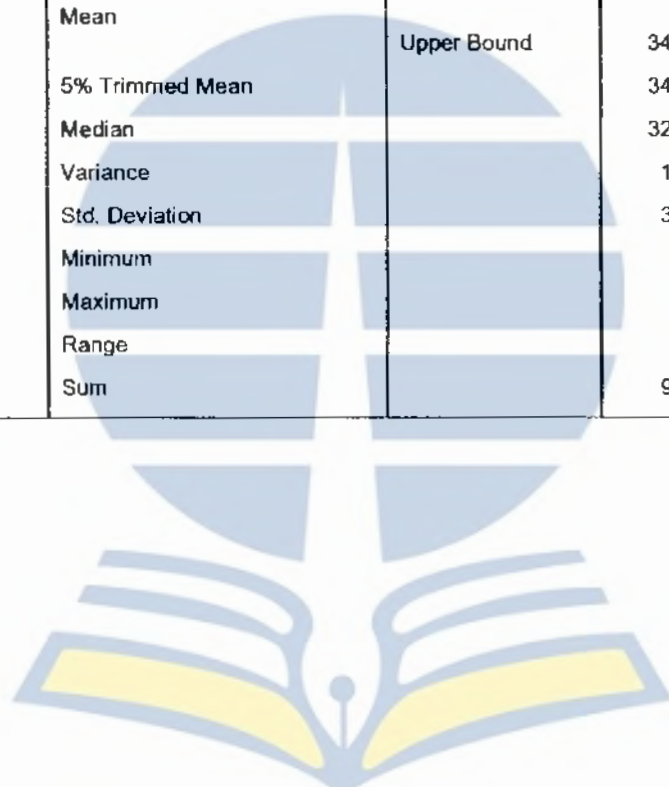 Mean
Upper Bound 34
5% Trimmed Mean 34
Median 32
Variance 1
Std. Deviation 3
Minimum
Maximum
Range
Sum 9